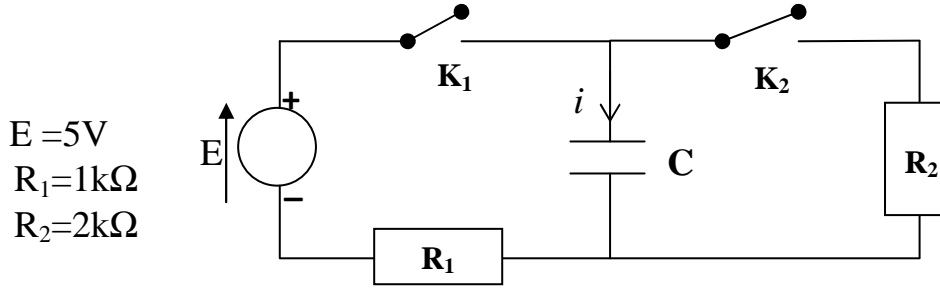 K₁
K₂
i
+
E =5V
E
C
R₂
R₁=1kΩ
−
R₂=2kΩ
R₁